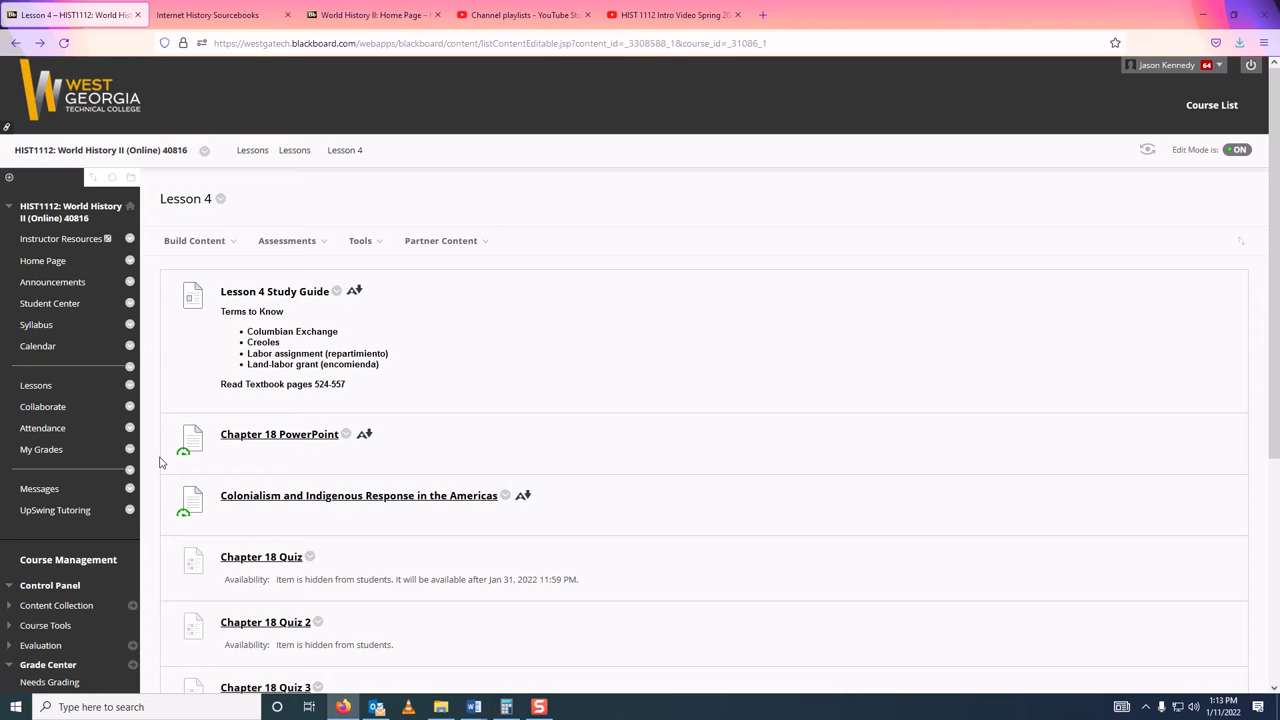 Lesson 4 – HIST1112: World Hist
Internet History Sourcebooks
World History II: Home Page –
Channel playlists - YouTube Stu
HIST 1112 Intro Video Spring 20
https://westgatech.blackboard.com/webapps/blackboard/content/listContentEditable.jsp?content_id=_3308588_1&course_id=_31086_1
WEST
GEORGIA
TECHNICAL COLLEGE
Jason Kennedy 64
Course List
HIST1112: World History II (Online) 40816 Lessons Lessons Lesson 4
Edit Mode is: ON
HIST1112: World History
II (Online) 40816
Instructor Resources
Home Page
Announcements
Student Center
Syllabus
Calendar
Lessons
Collaborate
Attendance
My Grades
Messages
UpSwing Tutoring
Course Management
Control Panel
Content Collection
Course Tools
Evaluation
Grade Center
Needs Grading
Lesson 4
Build Content Assessments Tools Partner Content
Lesson 4 Study Guide
Terms to Know
• Columbian Exchange
• Creoles
• Labor assignment (repartimiento)
• Land-labor grant (encomienda)
Read Textbook pages 524-557
Chapter 18 PowerPoint
Colonialism and Indigenous Response in the Americas
Chapter 18 Quiz
Availability: Item is hidden from students. It will be available after Jan 31, 2022 11:59 PM.
Chapter 18 Quiz 2
Availability: Item is hidden from students.
Chapter 18 Quiz 3
Type here to search
1:13 PM
1/11/2022